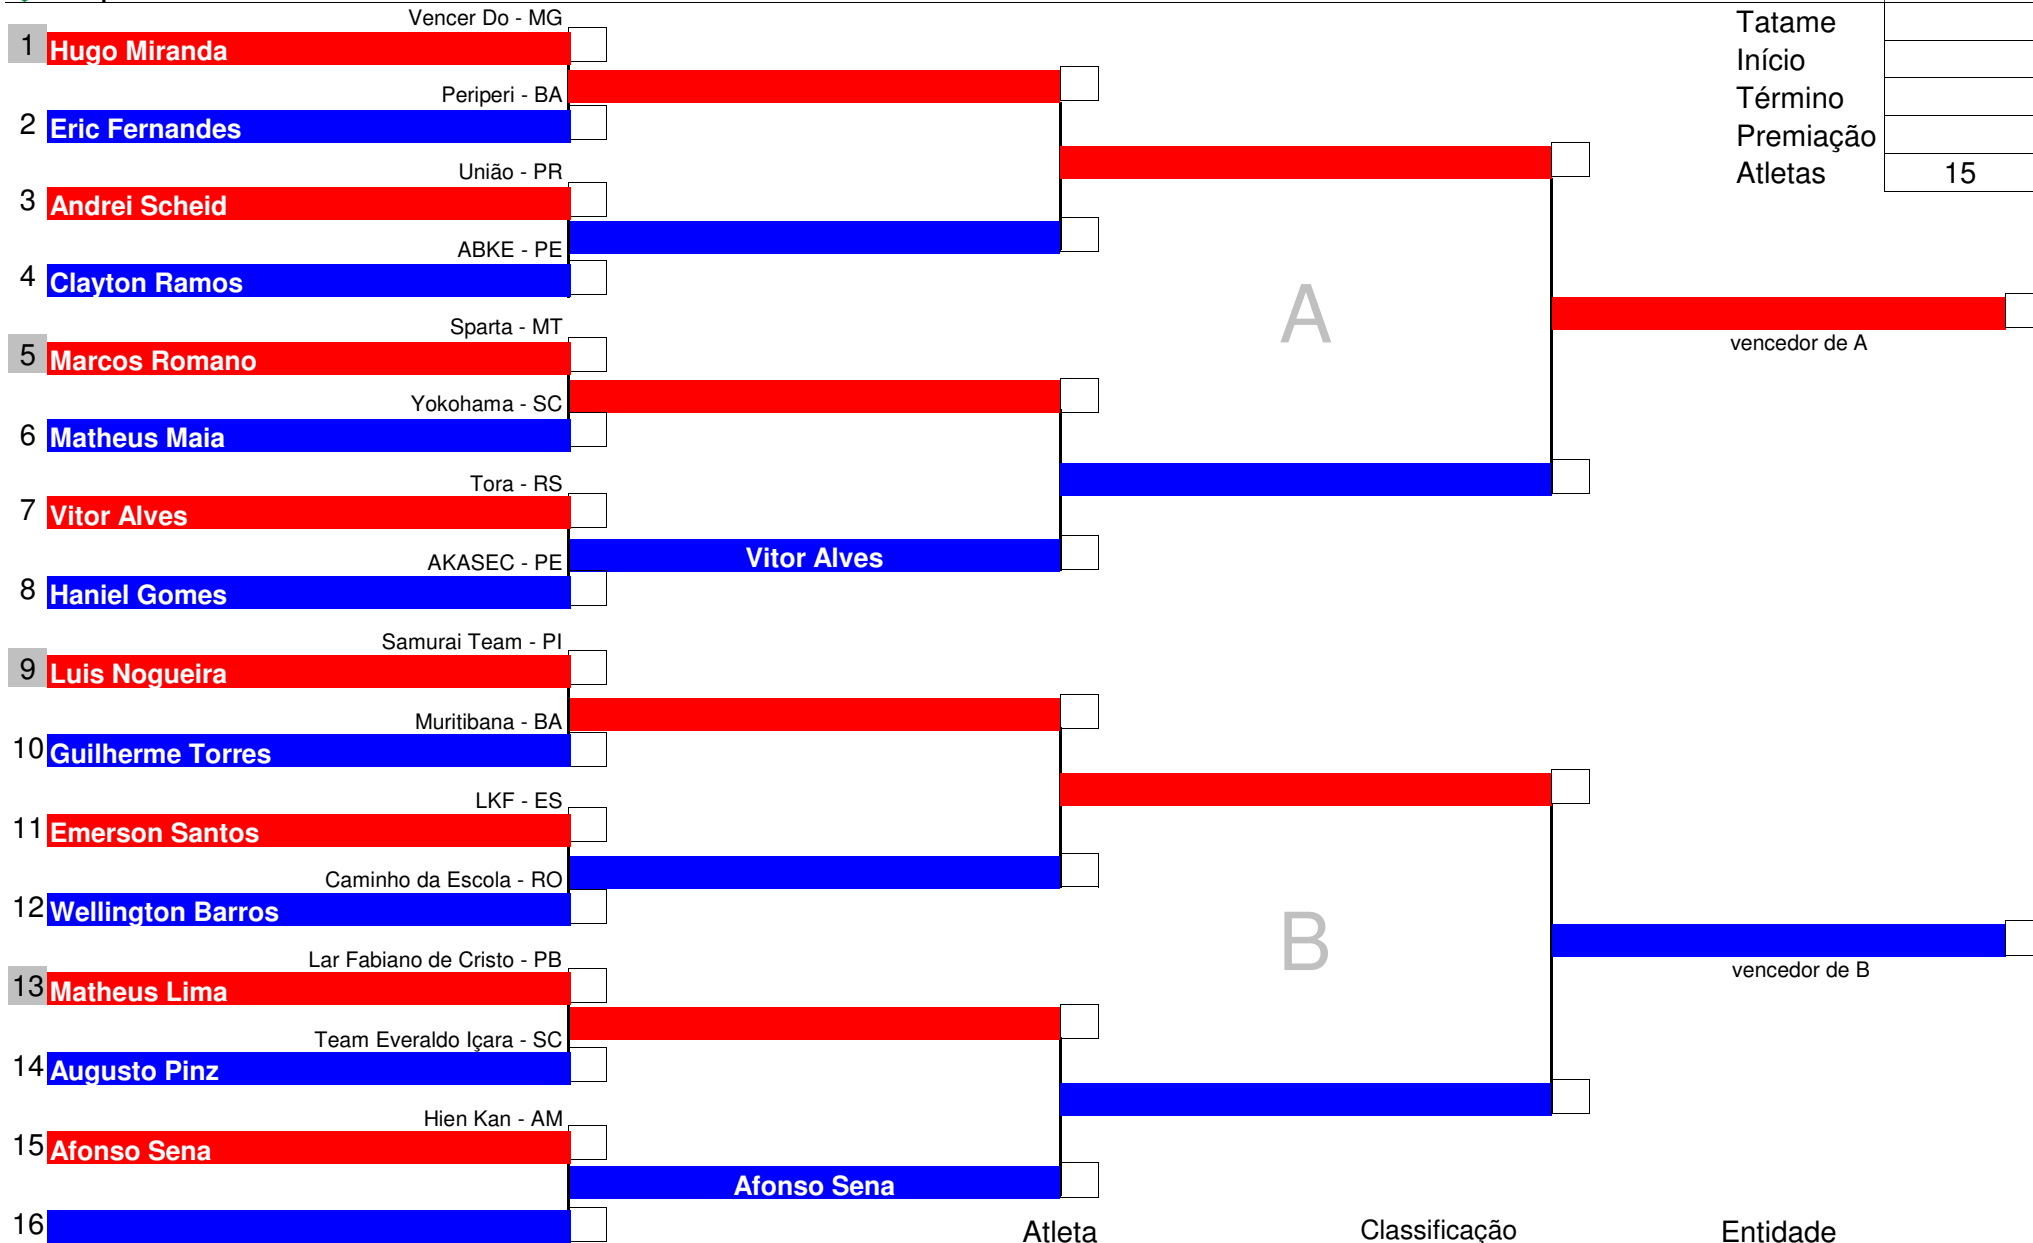 Vencer Do - MG
1 Hugo Miranda
Periperi - BA
2 Eric Fernandes
União - PR
3 Andrei Scheid
ABKE - PE
4 Clayton Ramos
Sparta - MT
5 Marcos Romano
Yokohama - SC
6 Matheus Maia
Tora - RS
7 Vitor Alves
AKASEC - PE
8 Haniel Gomes
Samurai Team - PI
9 Luis Nogueira
Muritibana - BA
10 Guilherme Torres
LKF - ES
11 Emerson Santos
Caminho da Escola - RO
12 Wellington Barros
Lar Fabiano de Cristo - PB
13 Matheus Lima
Team Everaldo Içara - SC
14 Augusto Pinz
Hien Kan - AM
15 Afonso Sena
16
Vitor Alves
Afonso Sena
A
B
vencedor de A
vencedor de B
Tatame
Início
Término
Premiação
Atletas 15
Atleta Classificação Entidade